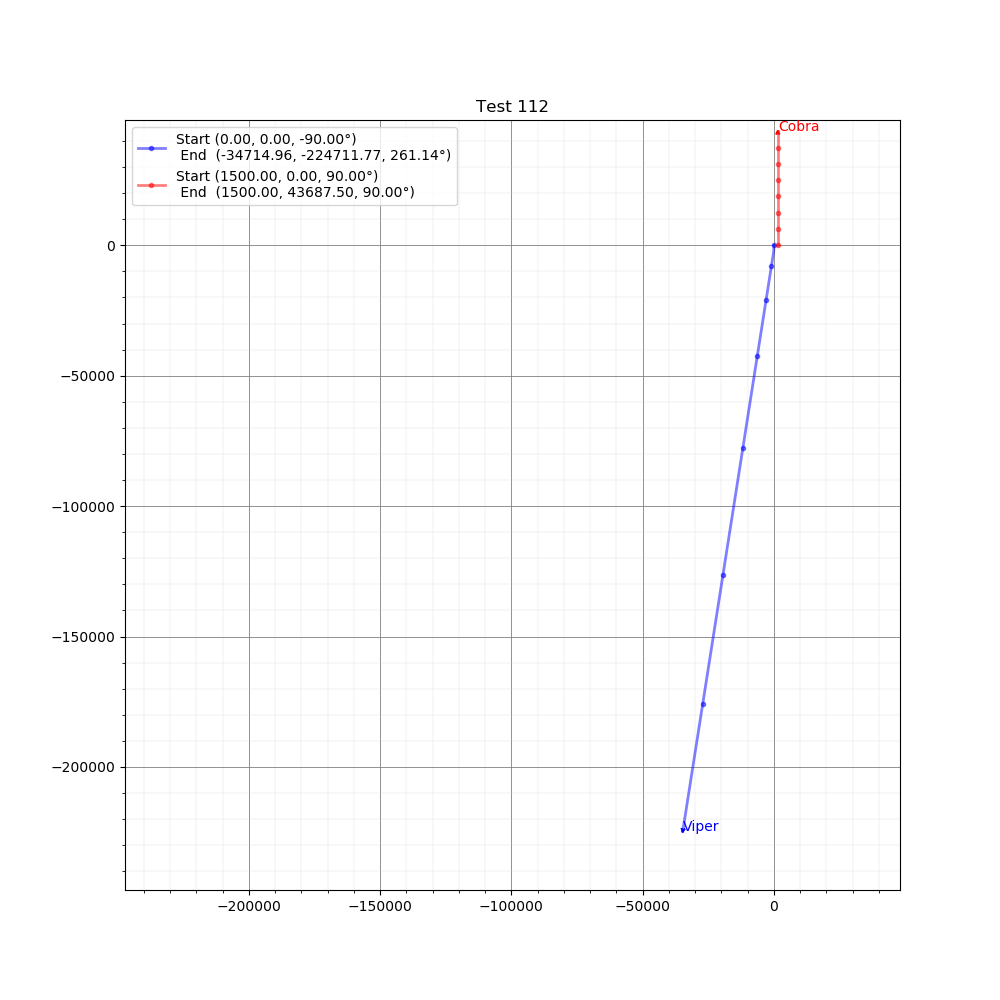 Test 112
Start (0.00, 0.00, -90.00°)
End  (-34714.96, -224711.77, 261.14°)
Start (1500.00, 0.00, 90.00°)
End  (1500.00, 43687.50, 90.00°)
Cobra
0
−50000
−100000
−150000
−200000
Viper
−200000
−150000
−100000
−50000
0